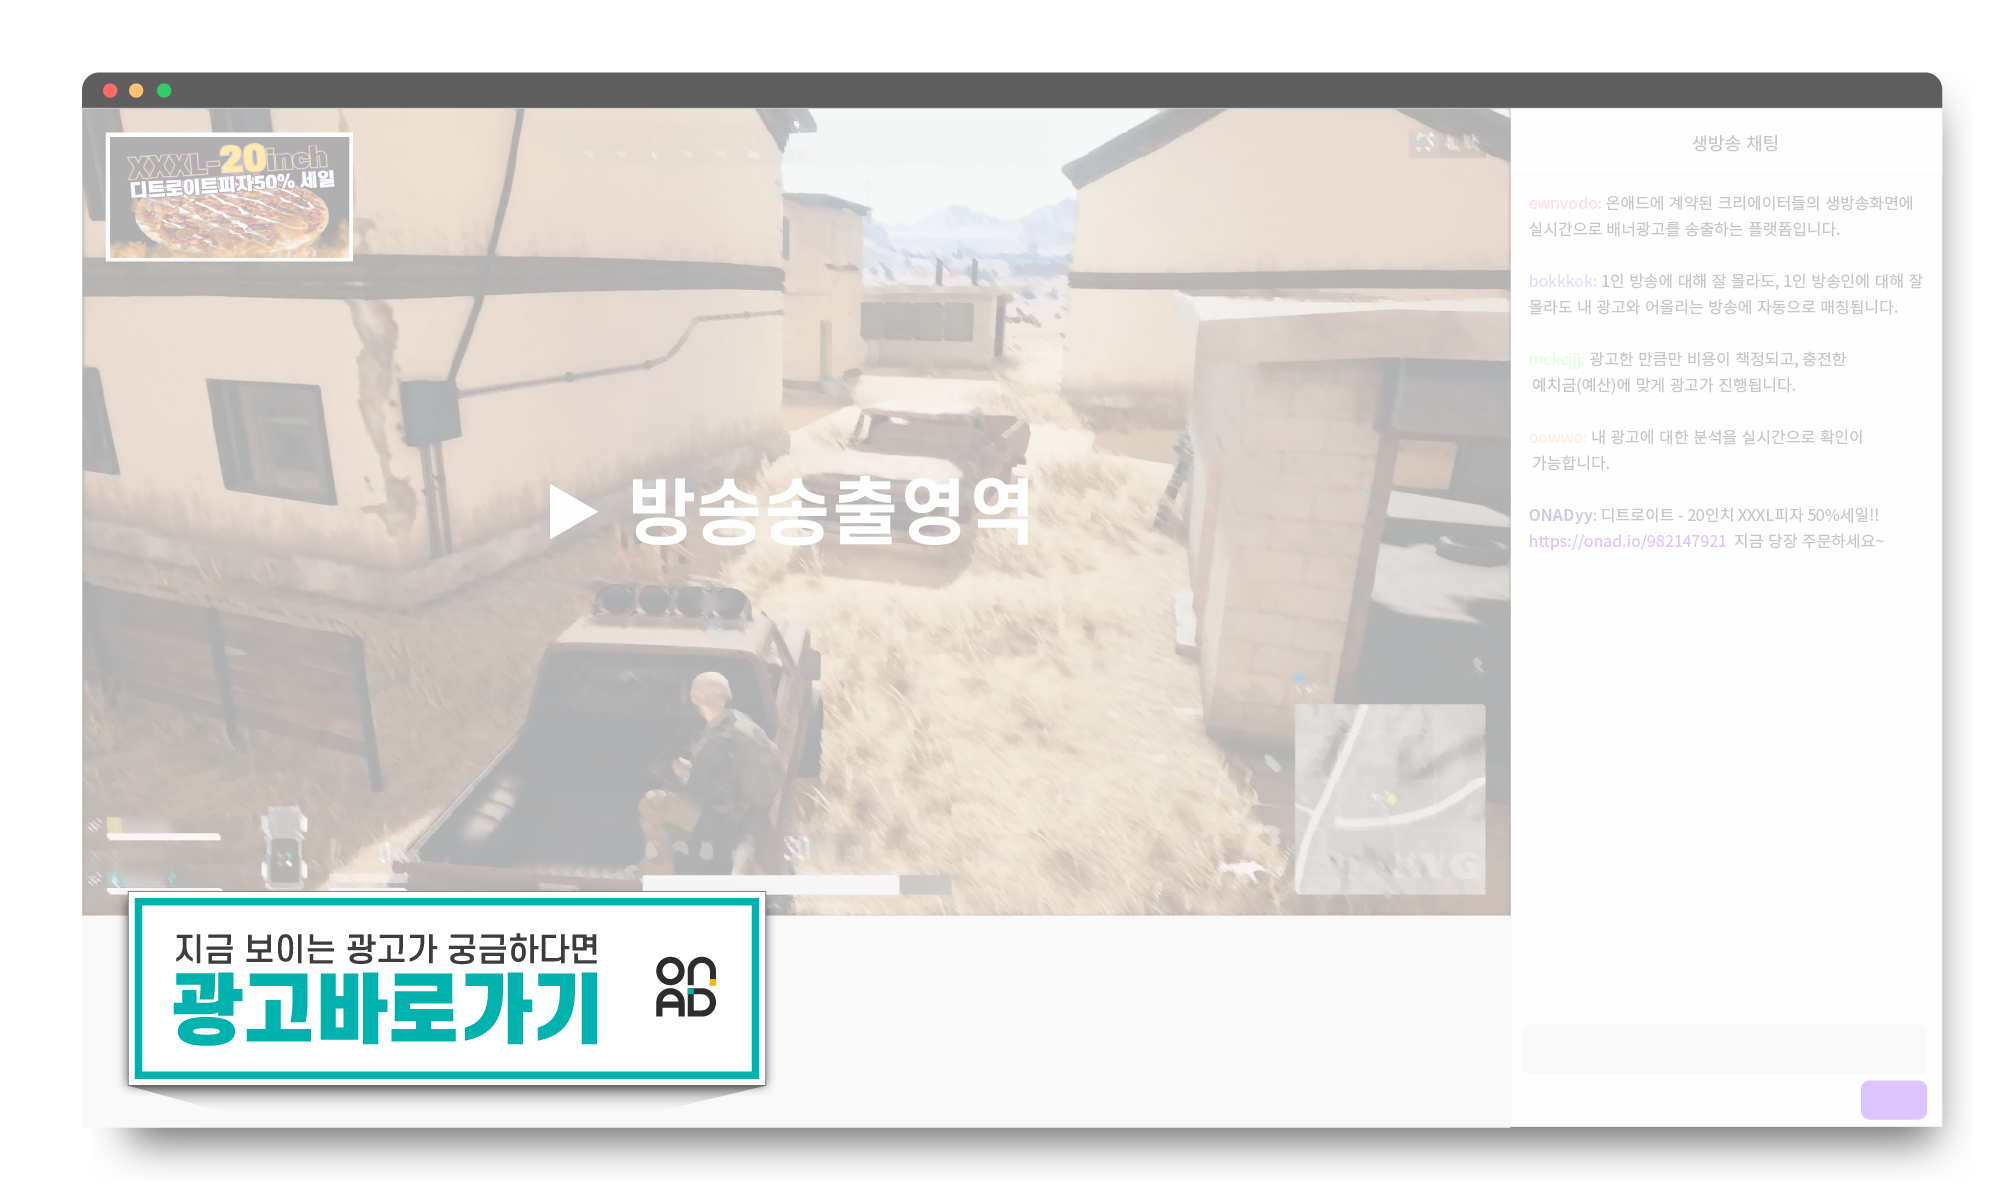 XXXL-20inch
디트로이트피자50% 세일
▶ 방송송출영역
지금 보이는 광고가 궁금하다면
광고바로가기
ON
AD
생방송 채팅
ewnvodo: 온애드에 계약된 크리에이터들의 생방송화면에
실시간으로 배너광고를 송출하는 플랫폼입니다.
bokkkok: 1인 방송에 대해 잘 몰라도, 1인 방송인에 대해 잘
몰라도 내 광고와 어울리는 방송에 자동으로 매칭됩니다.
mckcjjj: 광고한 만큼만 비용이 책정되고, 충전한
예치금(예산)에 맞게 광고가 진행됩니다.
oowwo: 내 광고에 대한 분석을 실시간으로 확인이
가능합니다.
ONADyy: 디트로이트 - 20인치 XXXL피자 50%세일!!
https://onad.io/982147921 지금 당장 주문하세요~